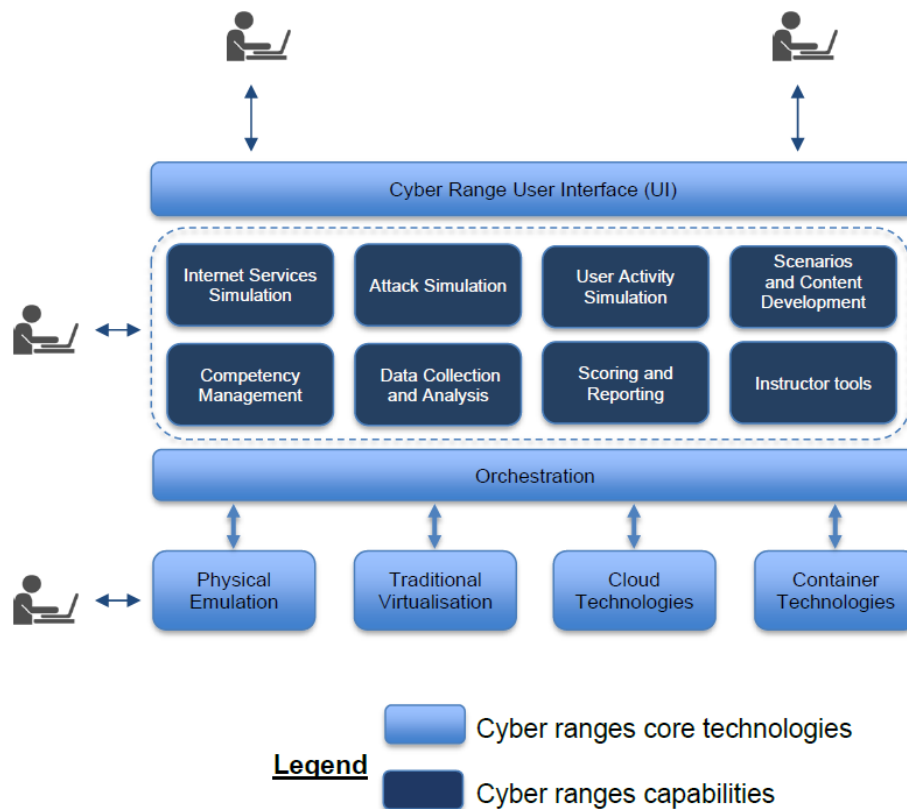 Cyber Range User Interface (UI)
Internet Services
Simulation
Attack Simulation
User Activity
Simulation
Scenarios
and Content
Development
Competency
Management
Data Collection
and Analysis
Scoring and
Reporting
Instructor tools
Orchestration
Physical
Emulation
Traditional
Virtualisation
Cloud
Technologies
Container
Technologies
Legend
Cyber ranges core technologies
Cyber ranges capabilities